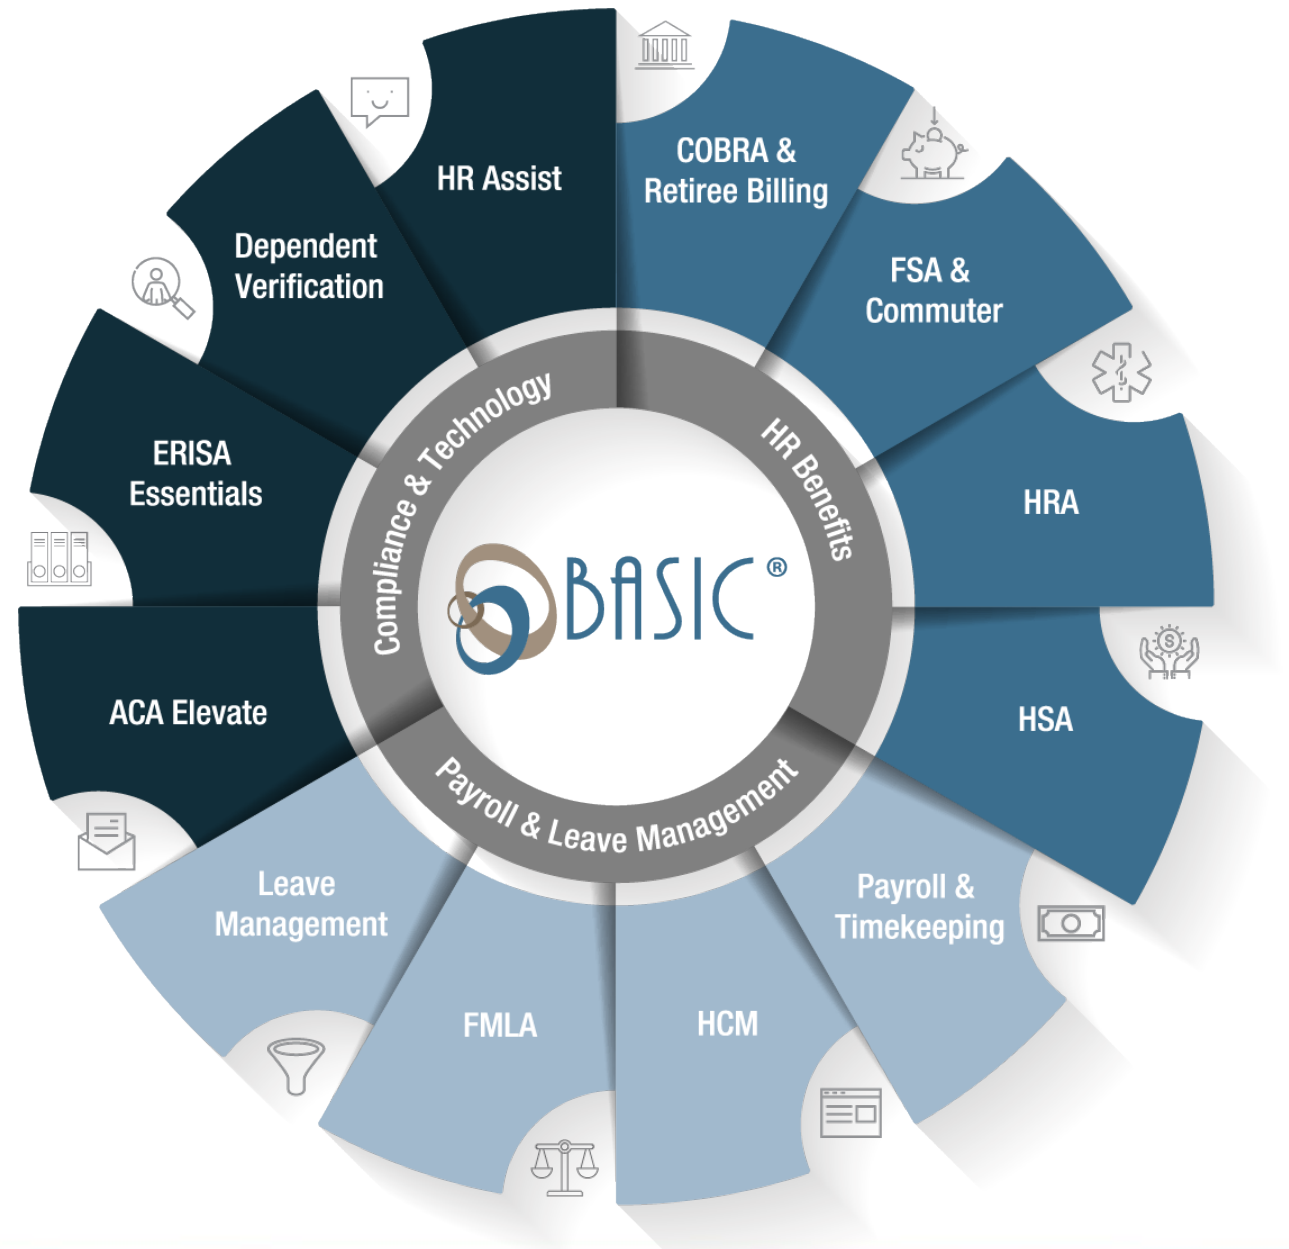 HR Assist
COBRA &
Retiree Billing
Dependent
Verification
FSA &
Commuter
ERISA
Essentials
HRA
Compliance & Technology
HR Benefits
BASIC®
ACA Elevate
HSA
Payroll & Leave Management
Leave
Management
Payroll &
Timekeeping
FMLA
HCM
$